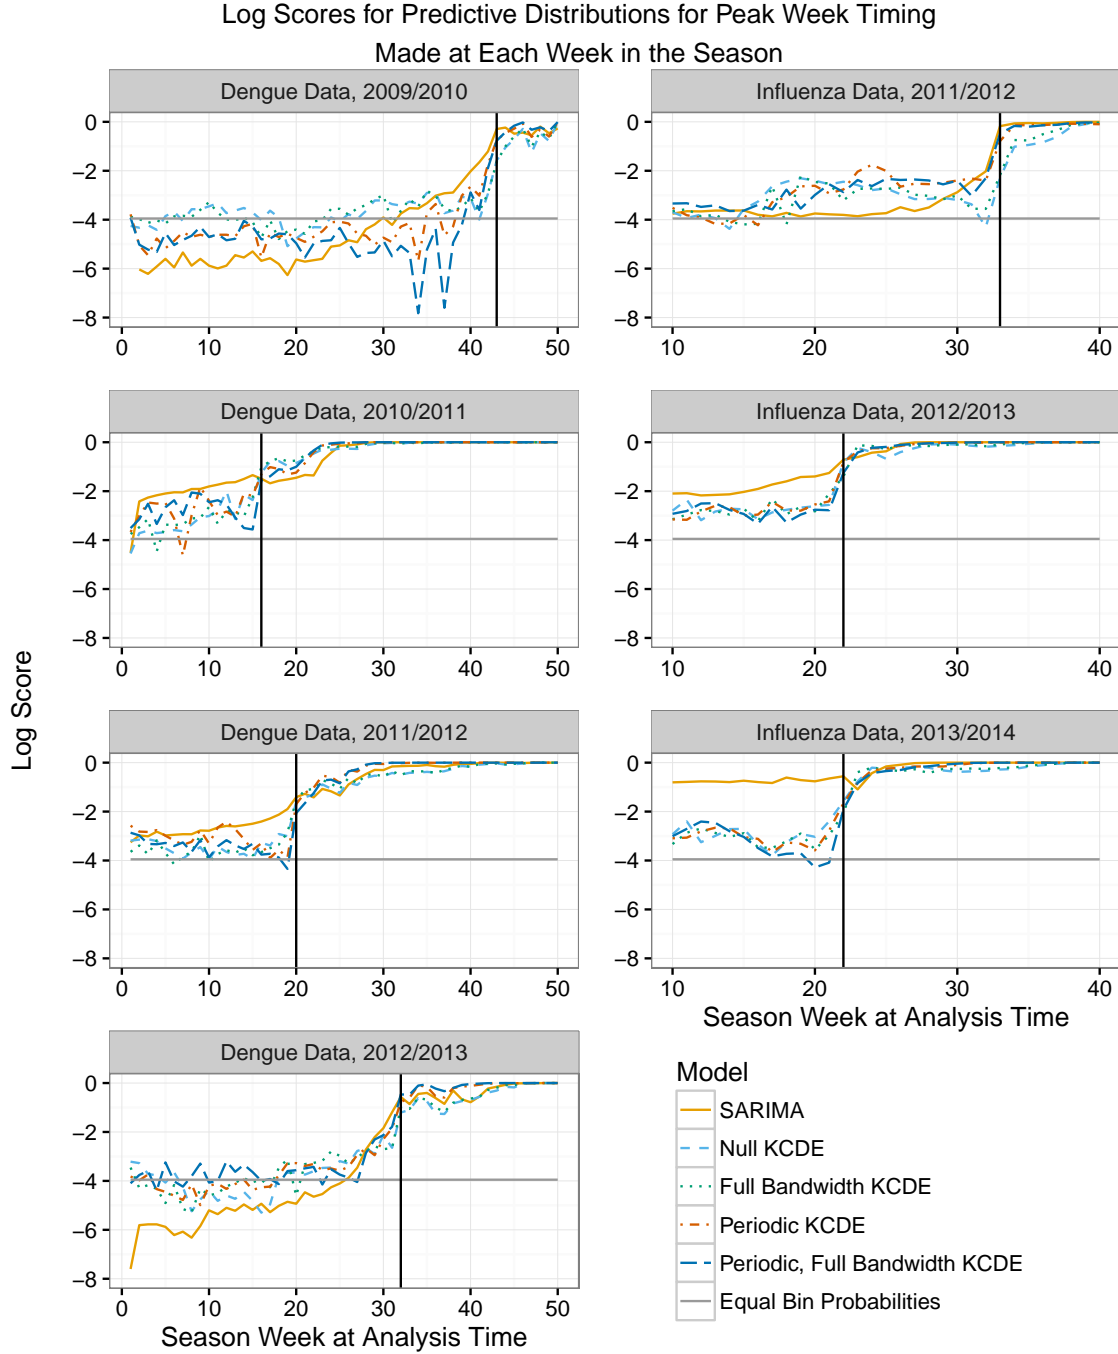 Log Scores for Predictive Distributions for Peak Week Timing
Made at Each Week in the Season
Dengue Data, 2009/2010
0
−2
−4
−6
−8
0 10 20 30 40 50
Influenza Data, 2011/2012
0
−2
−4
−6
−8
10 20 30 40
Dengue Data, 2010/2011
0
−2
−4
−6
−8
0 10 20 30 40 50
Influenza Data, 2012/2013
0
−2
−4
−6
−8
10 20 30 40
Log Score
Dengue Data, 2011/2012
0
−2
−4
−6
−8
0 10 20 30 40 50
Influenza Data, 2013/2014
0
−2
−4
−6
−8
10 20 30 40
Season Week at Analysis Time
Dengue Data, 2012/2013
0
−2
−4
−6
−8
0 10 20 30 40 50
Season Week at Analysis Time
Model
SARIMA
Null KCDE
Full Bandwidth KCDE
Periodic KCDE
Periodic, Full Bandwidth KCDE
Equal Bin Probabilities